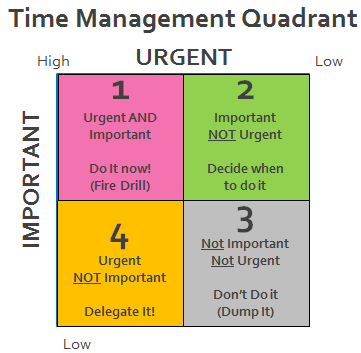 Time Management Quadrant
High URGENT Low
IMPORTANT
1
Urgent AND
Important
Do It now!
(Fire Drill)
2
Important
NOT Urgent
Decide when
to do it
4
Urgent
NOT Important
Delegate It!
3
Not Important
Not Urgent
Don't Do it
(Dump It)
Low